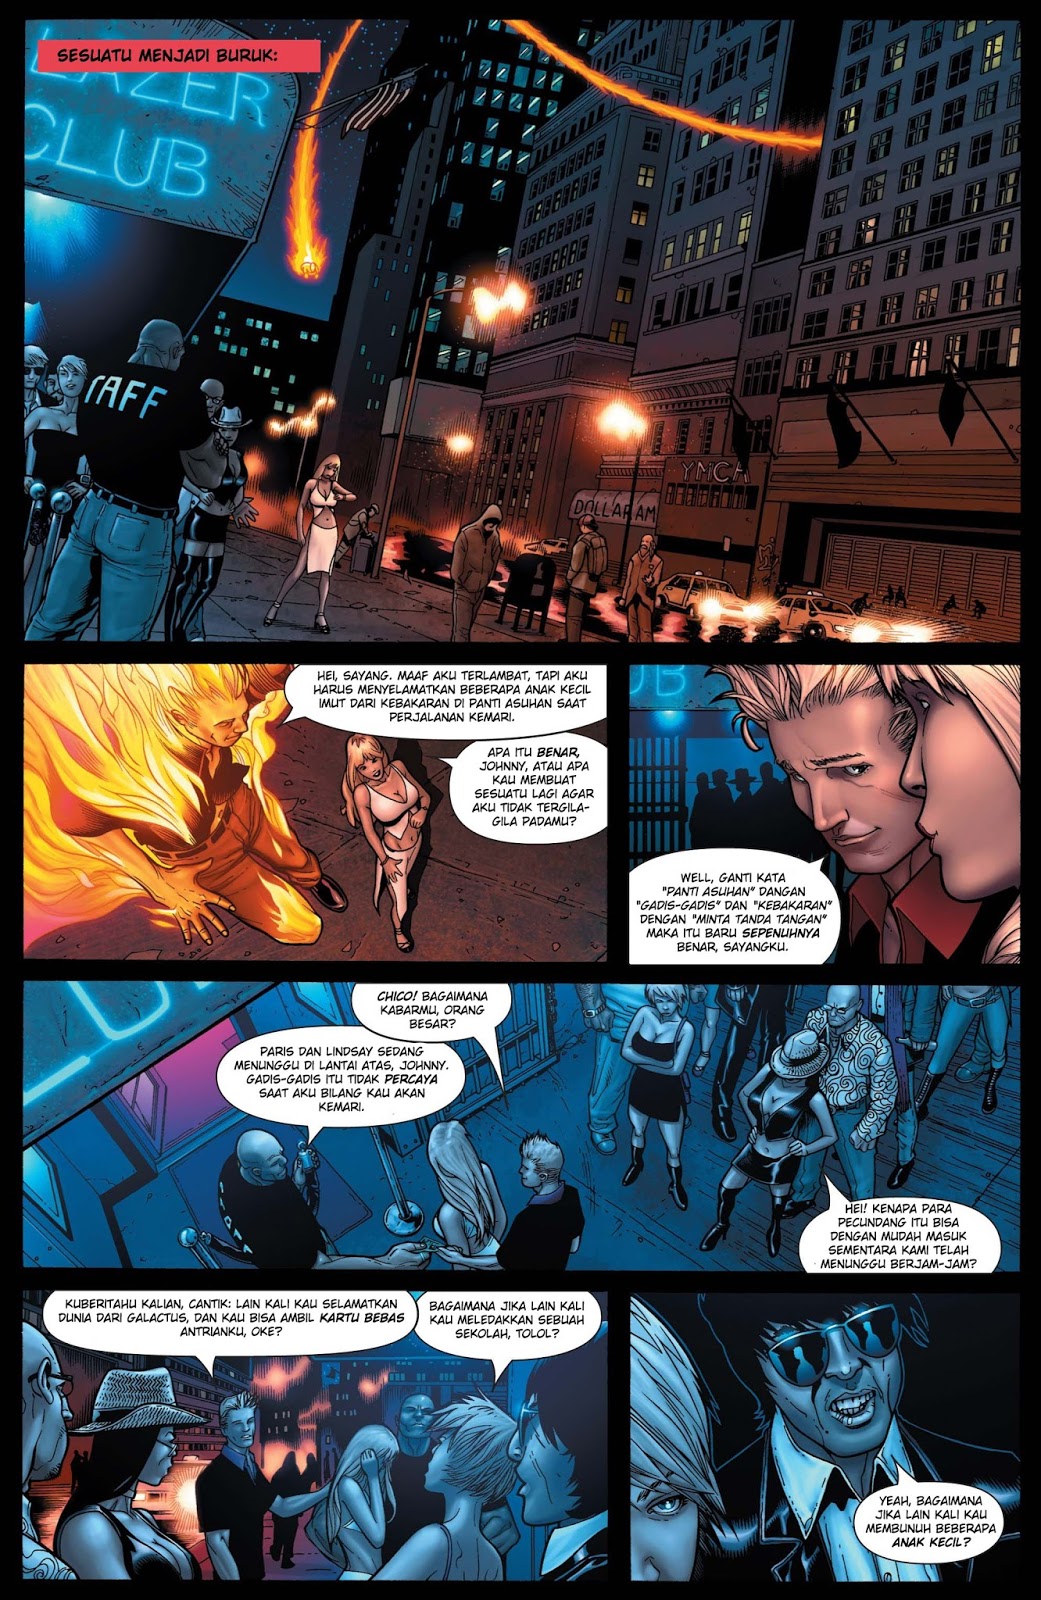 SESUATU MENJADI BURUK:
LAZER
CLUB
STAFF
YMCA
DOLLARAMA
HEI, SAYANG. MAAF AKU TERLAMBAT, TAPI AKU
HARUS MENYELAMATKAN BEBERAPA ANAK KECIL
IMUT DARI KEBAKARAN DI PANTI ASUHAN SAAT
PERJALANAN KEMARI.
APA ITU BENAR,
JOHNNY, ATAU APA
KAU MEMBUAT
SESUATU LAGI AGAR
AKU TIDAK TERGILA-
GILA PADAMU?
UB
WELL, GANTI KATA
"PANTI ASUHAN" DANGAN
"GADIS-GADIS" DAN "KEBAKARAN"
DENGAN "MINTA TANDA TANGAN"
MAKA ITU BARU SEPENUHNYA
BENAR, SAYANGKU.
CHICO! BAGAIMANA
KABARMU, ORANG
BESAR?
PARIS DAN LINDSAY SEDANG
MENUNGGU DI LANTAI ATAS, JOHNNY.
GADIS-GADIS ITU TIDAK PERCAYA
SAAT AKU BILANG KAU AKAN
KEMARI.
HEI! KENAPA PARA
PECUNDANG ITU BISA
DENGAN MUDAH MASUK
SEMENTARA KAMI TELAH
MENUNGGU BERJAM-JAM?
KUBERITAHU KALIAN, CANTIK: LAIN KALI KAU SELAMATKAN
DUNIA DARI GALACTUS, DAN KAU BISA AMBIL KARTU BEBAS
ANTRIANKU, OKE?
BAGAIMANA JIKA LAIN KALI
KAU MELEDAKKAN SEBUAH
SEKOLAH, TOLOL?
YEAH, BAGAIMANA
JIKA LAIN KALI KAU
MEMBUNUH BEBERAPA
ANAK KECIL?